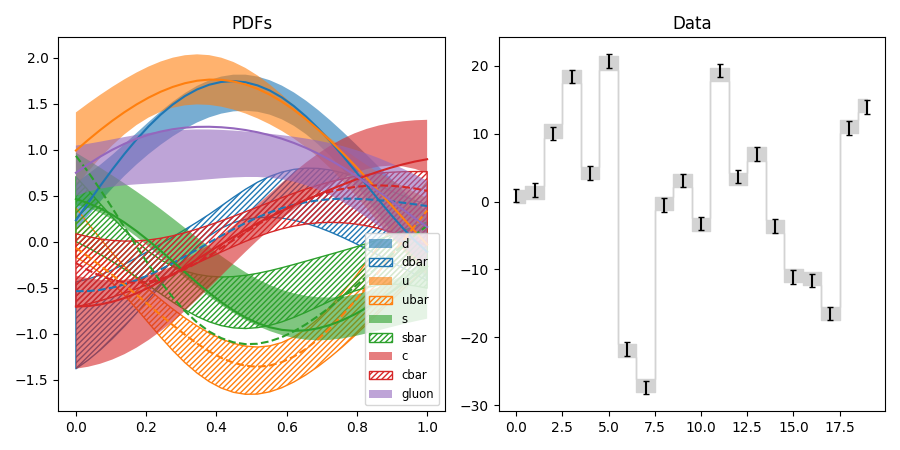 PDFs
2.0
1.5
1.0
0.5
0.0
−0.5
−1.0
−1.5
0.0 0.2 0.4 0.6 0.8 1.0
d
dbar
u
ubar
s
sbar
c
cbar
gluon
Data
20
10
0
−10
−20
−30
0.0 2.5 5.0 7.5 10.0 12.5 15.0 17.5